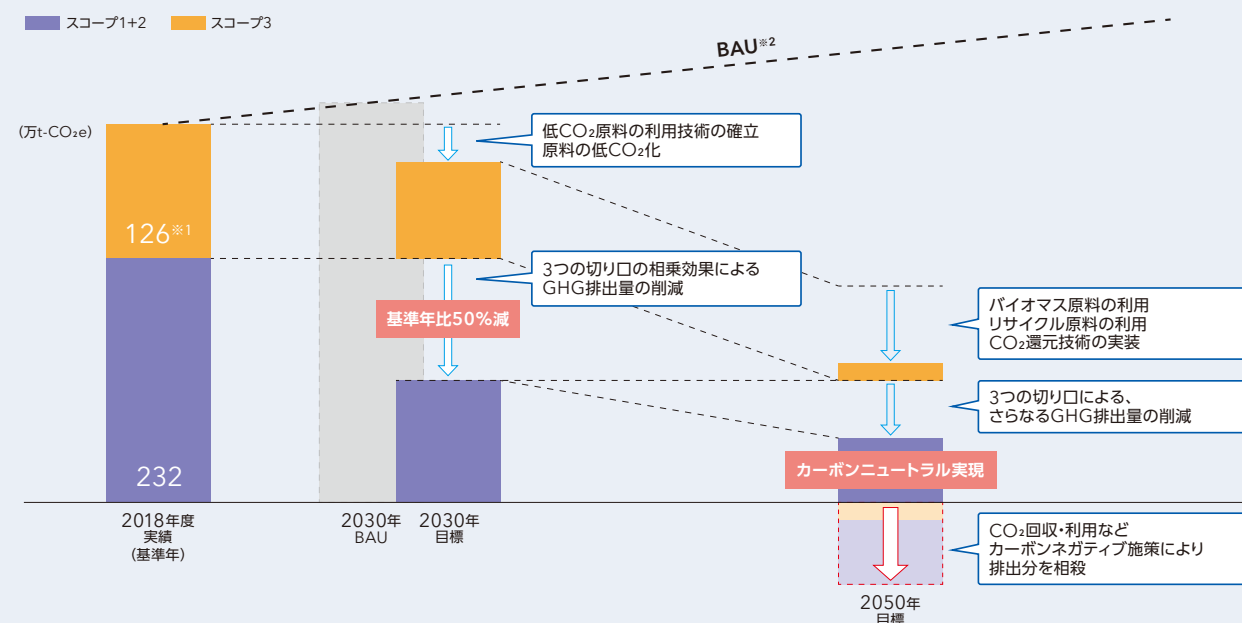 スコープ1+2 スコープ3
BAU※2
(万t-CO₂e)
低CO₂原料の利用技術の確立
原料の低CO₂化
126※1
3つの切り口の相乗効果による
GHG排出量の削減
基準年比50%減
バイオマス原料の利用
リサイクル原料の利用
CO₂還元技術の実装
3つの切り口による、
さらなるGHG排出量の削減
232
カーボンニュートラル実現
2018年度
実績
(基準年)
2030年
BAU
2030年
目標
CO₂回収・利用など
カーボンネガティブ施策により
排出分を相殺
2050年
目標